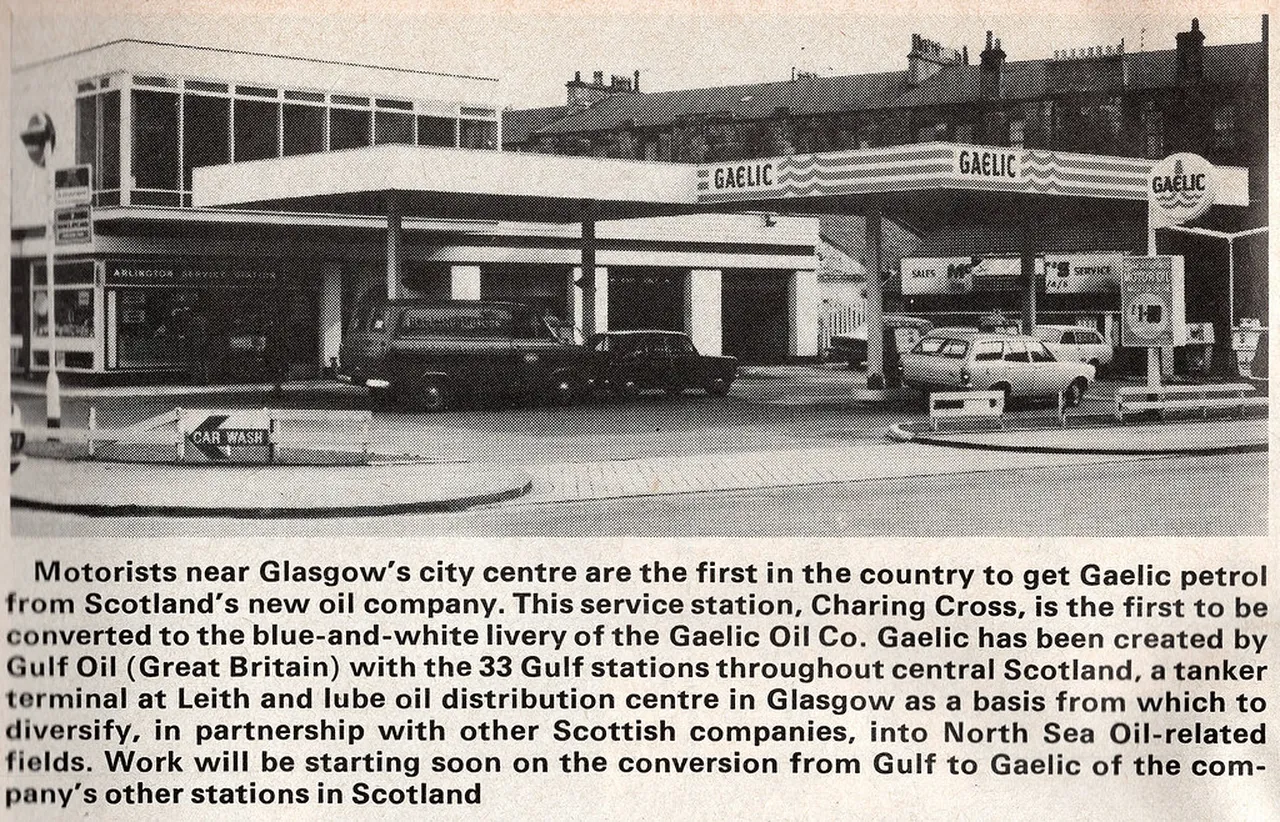 GAELIC
GAELIC
GAELIC
ARLINGTON SERVICE STATION
SALES
SERVICE
CAR WASH
Motorists near Glasgow's city centre are the first in the country to get Gaelic petrol
from Scotland's new oil company. This service station, Charing Cross, is the first to be
converted to the blue-and-white livery of the Gaelic Oil Co. Gaelic has been created by
Gulf Oil (Great Britain) with the 33 Gulf stations throughout central Scotland, a tanker
terminal at Leith and lube oil distribution centre in Glasgow as a basis from which to
diversify, in partnership with other Scottish companies, into North Sea Oil-related
fields. Work will be starting soon on the conversion from Gulf to Gaelic of the com-
pany's other stations in Scotland